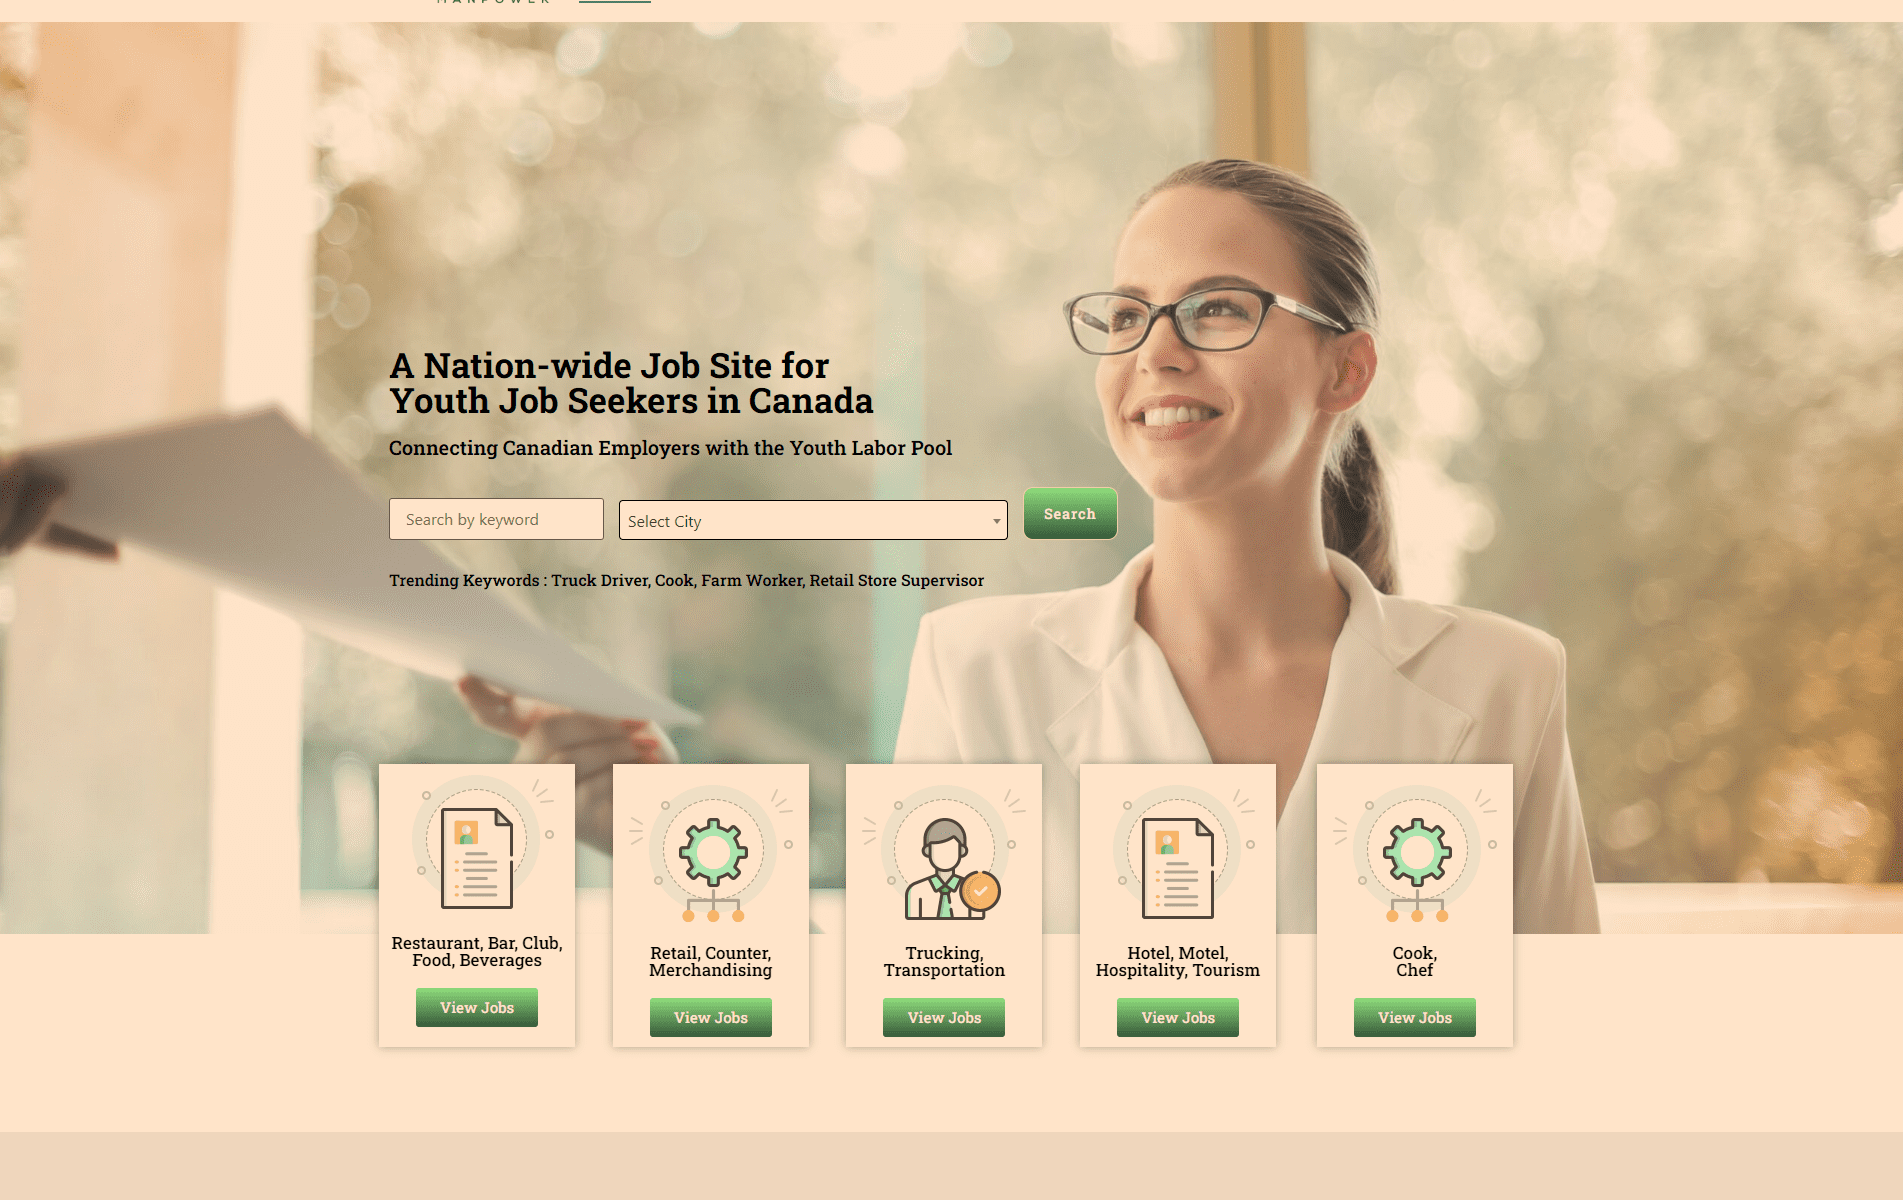 MANPOWER
A Nation-wide Job Site for
Youth Job Seekers in Canada
Connecting Canadian Employers with the Youth Labor Pool
Search by keyword
Select City
Search
Trending Keywords : Truck Driver, Cook, Farm Worker, Retail Store Supervisor
Restaurant, Bar, Club,
Food, Beverages
View Jobs
Retail, Counter,
Merchandising
View Jobs
Trucking,
Transportation
View Jobs
Hotel, Motel,
Hospitality, Tourism
View Jobs
Cook,
Chef
View Jobs